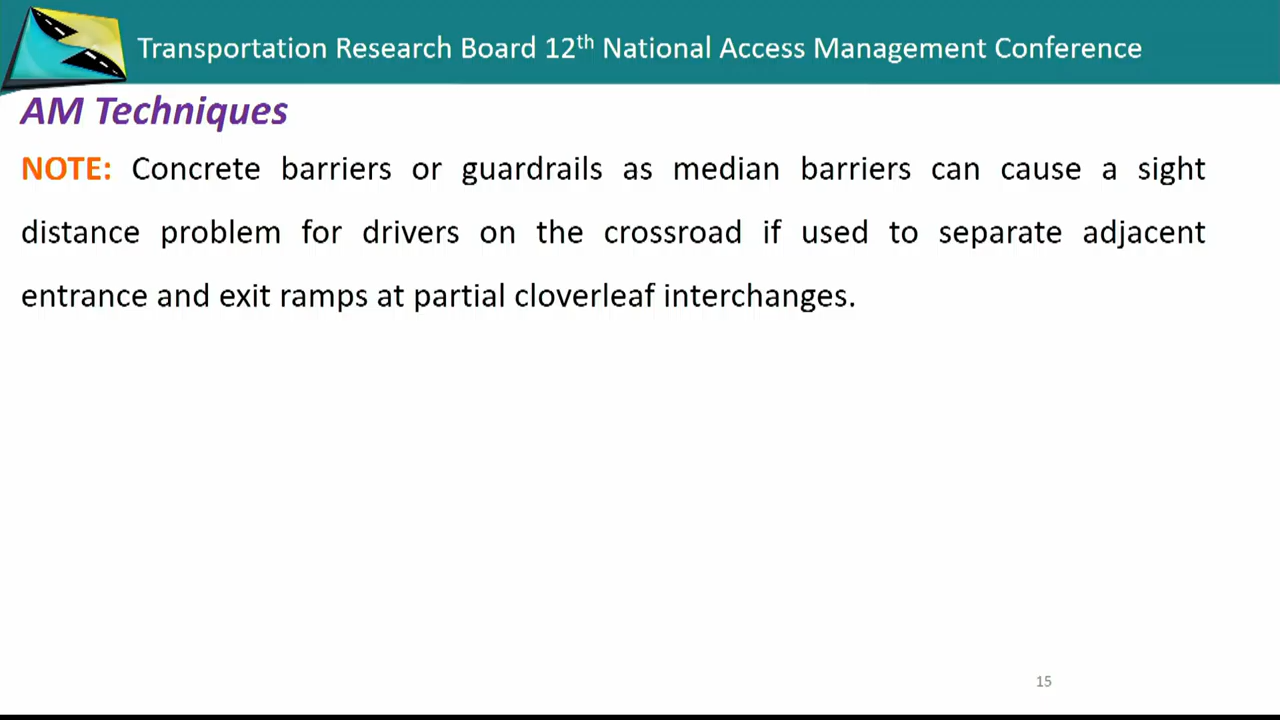 Transportation Research Board 12th National Access Management Conference
AM Techniques
NOTE: Concrete barriers or guardrails as median barriers can cause a sight
distance problem for drivers on the crossroad if used to separate adjacent
entrance and exit ramps at partial cloverleaf interchanges.
15